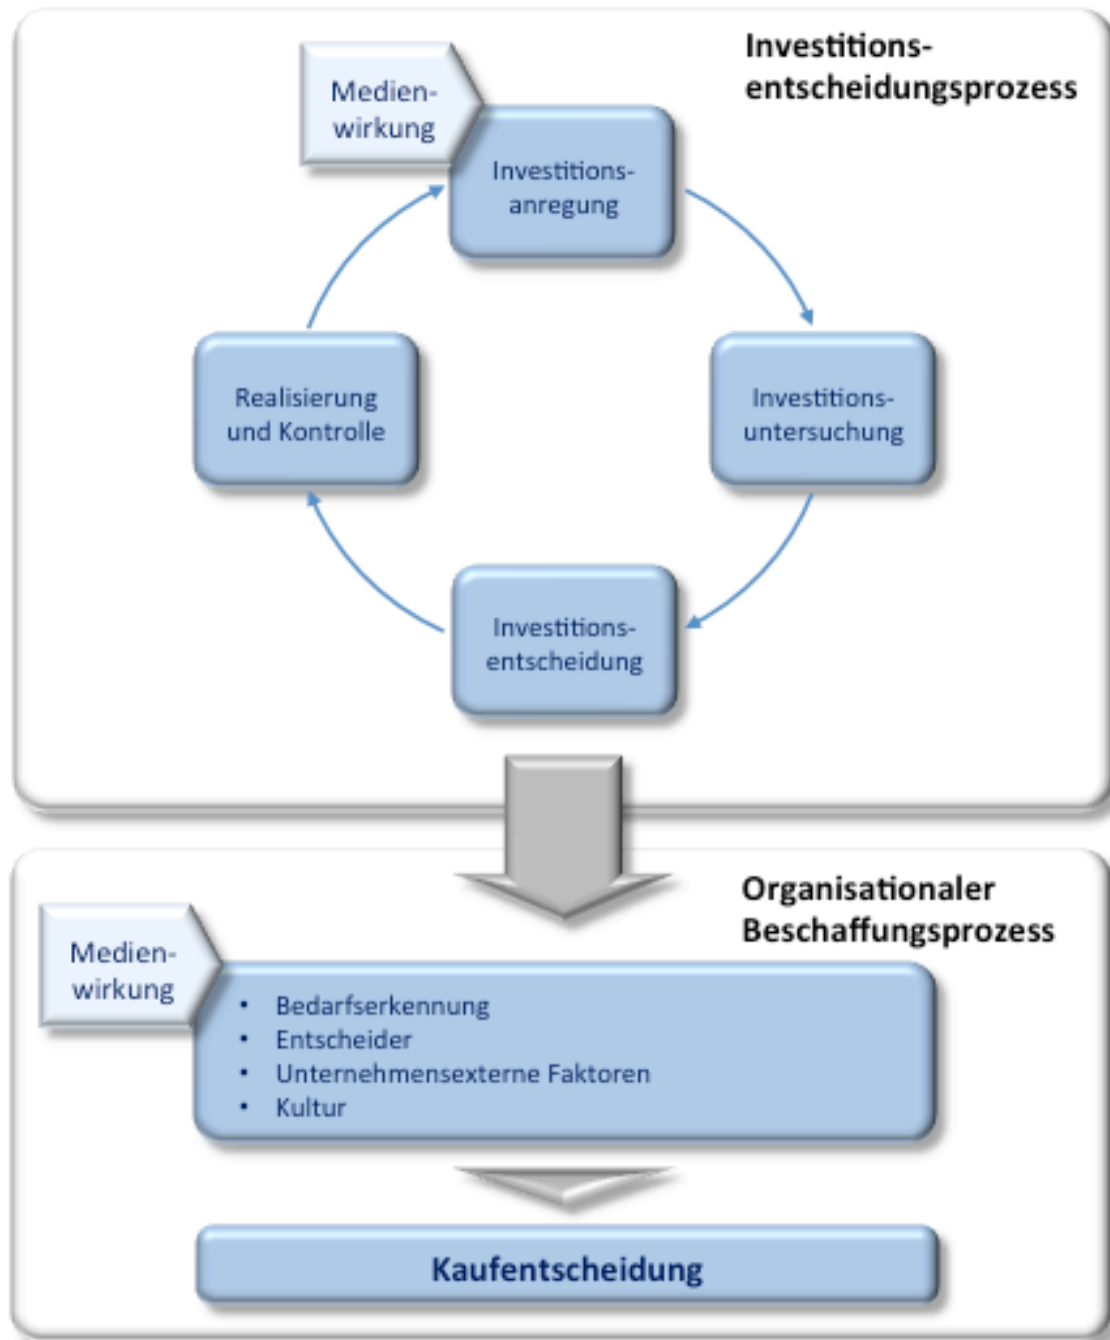 Investitions-
entscheidungsprozess
Medien-
wirkung
Investitions-
anregung
Realisierung
und Kontrolle
Investitions-
untersuchung
Investitions-
entscheidung
Organisationaler
Beschaffungsprozess
Medien-
wirkung
• Bedarfserkennung
• Entscheider
• Unternehmensexterne Faktoren
• Kultur
Kaufentscheidung